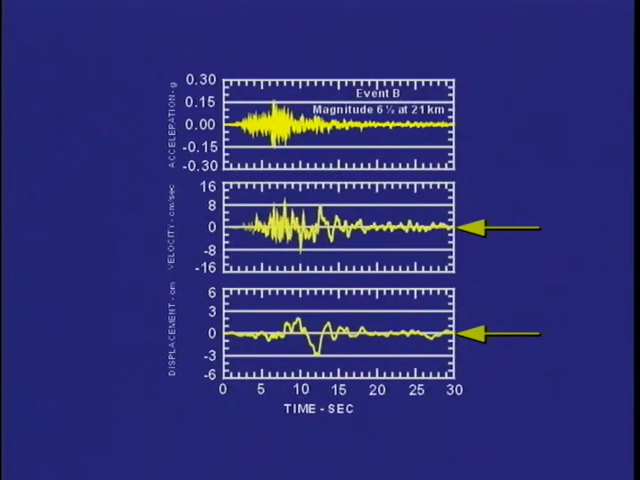 Event B
Magnitude 6 ½ at 21 km
ACCELERATION - g
0.30
0.15
0.00
-0.15
-0.30
VELOCITY - cm/sec
16
8
0
-8
-16
DISPLACEMENT - cm
6
3
0
-3
-6
0 5 10 15 20 25 30
TIME - SEC